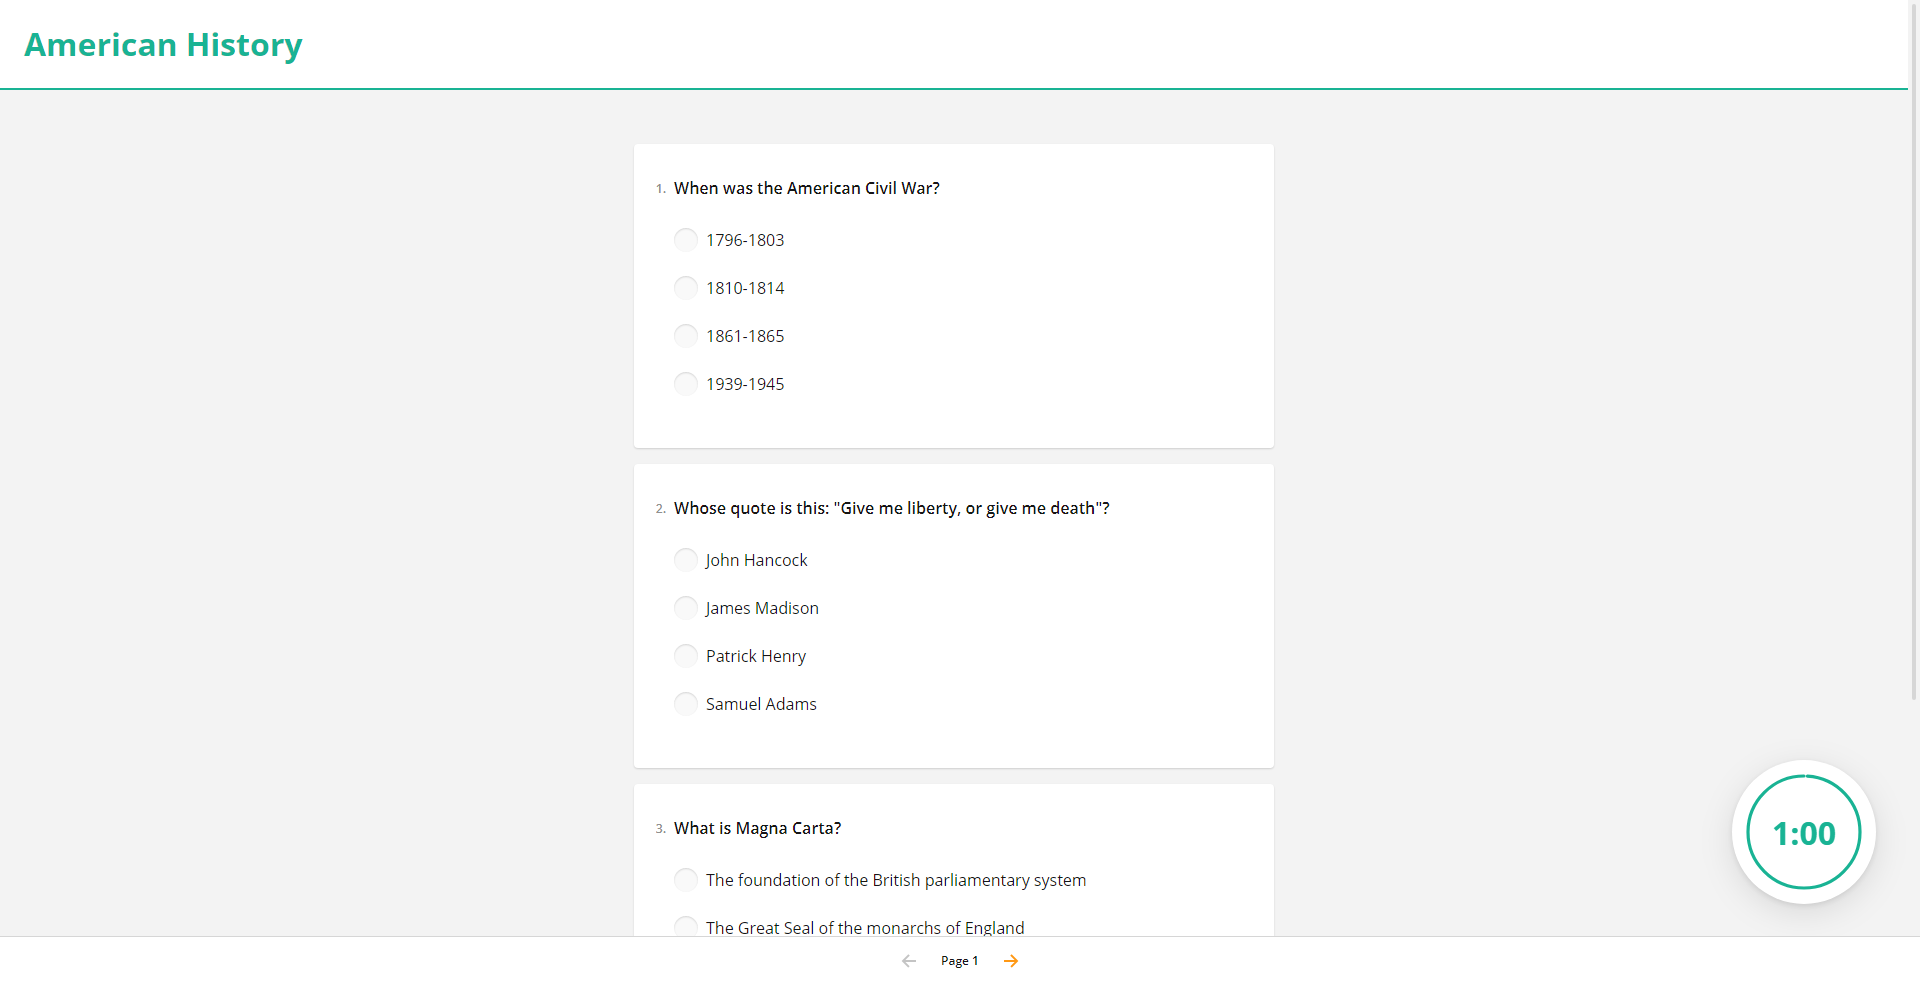 American History
1. When was the American Civil War?
1796-1803
1810-1814
1861-1865
1939-1945
2. Whose quote is this: "Give me liberty, or give me death"?
John Hancock
James Madison
Patrick Henry
Samuel Adams
3. What is Magna Carta?
The foundation of the British parliamentary system
The Great Seal of the monarchs of England
1:00
Page 1